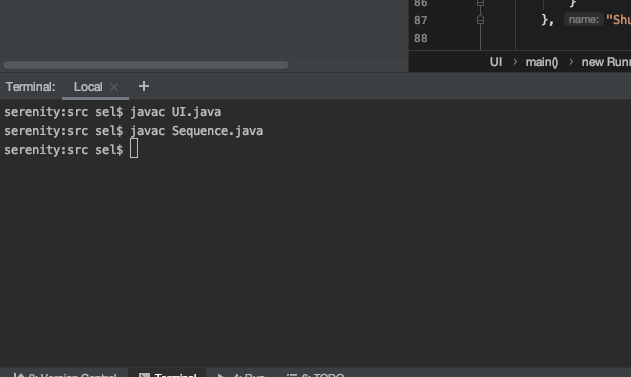 86 }
87 }, name: "Shu
88
UI > main() > new Runn
Terminal: Local × +
serenity:src sel$ javac UI.java
serenity:src sel$ javac Sequence.java
serenity:src sel$
9: Version Control Terminal 4: Run 6: TODO